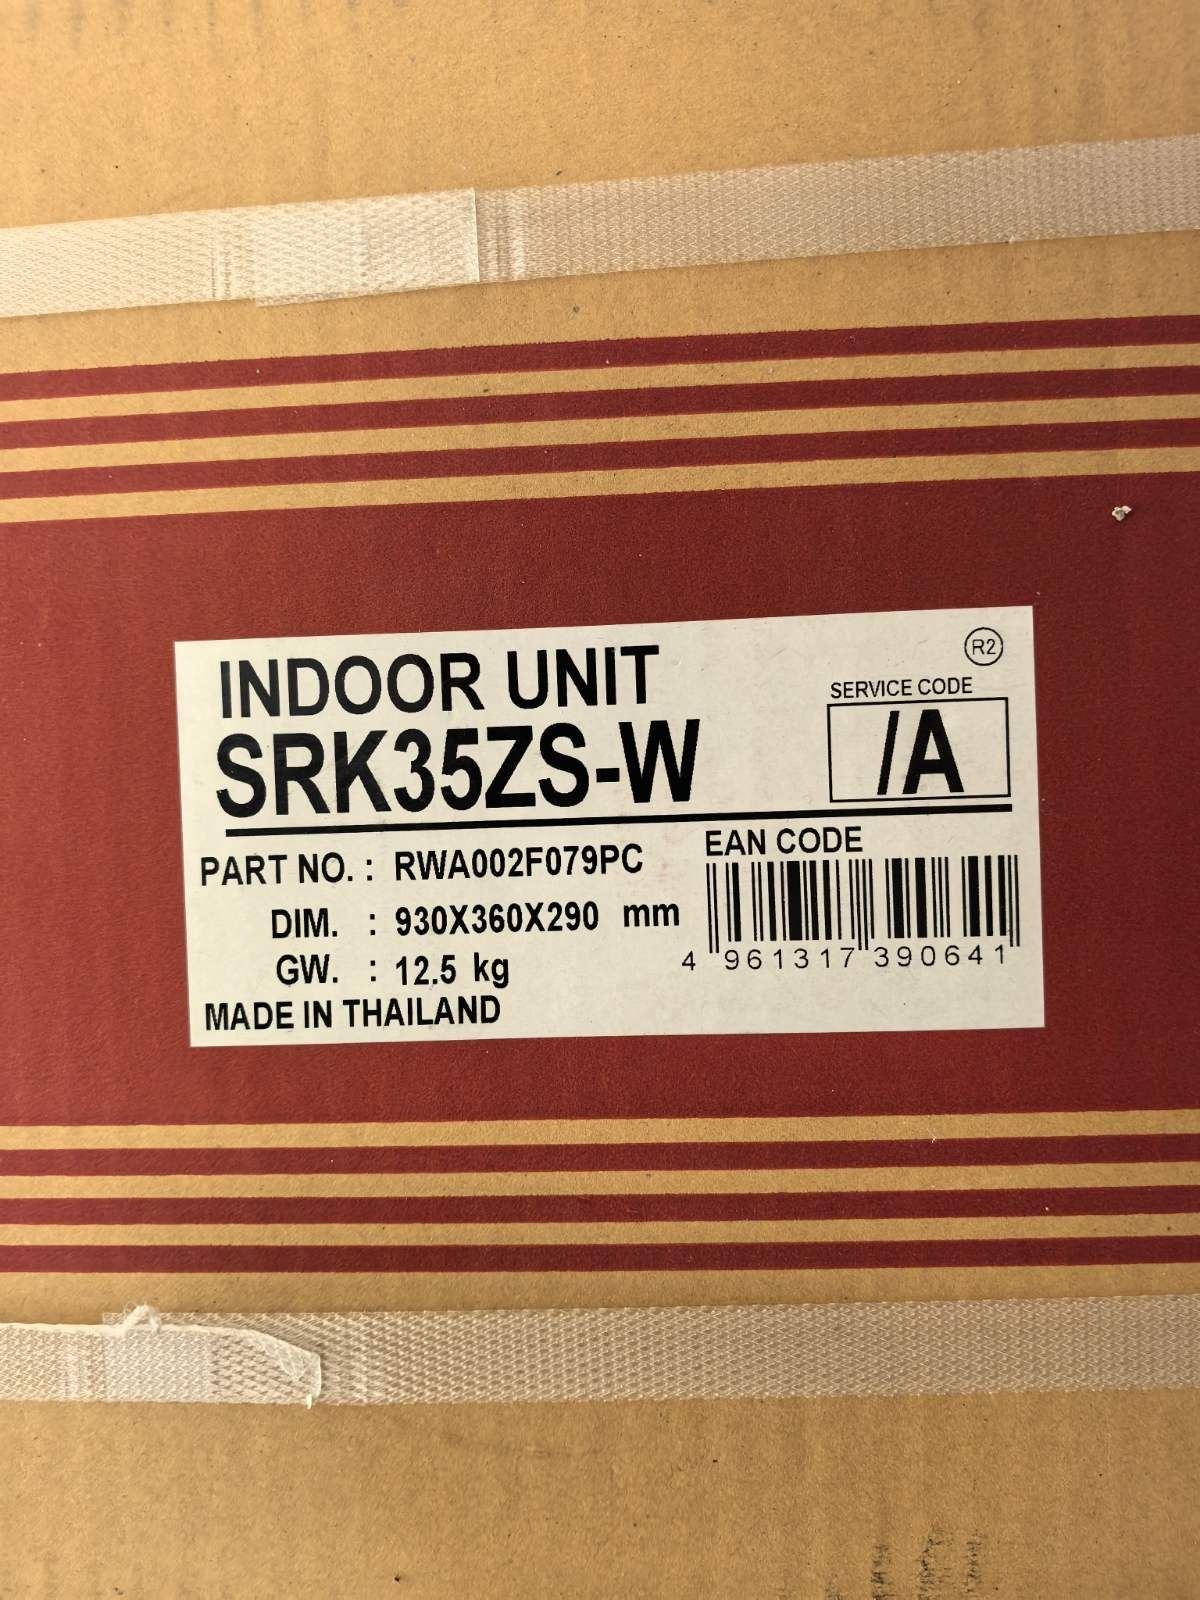 INDOOR UNIT
R2
SERVICE CODE
SRK35ZS-W
/A
PART NO. : RWA002F079PC
EAN CODE
DIM. : 930X360X290 mm
GW. : 12.5 kg
4 961317 390641
MADE IN THAILAND